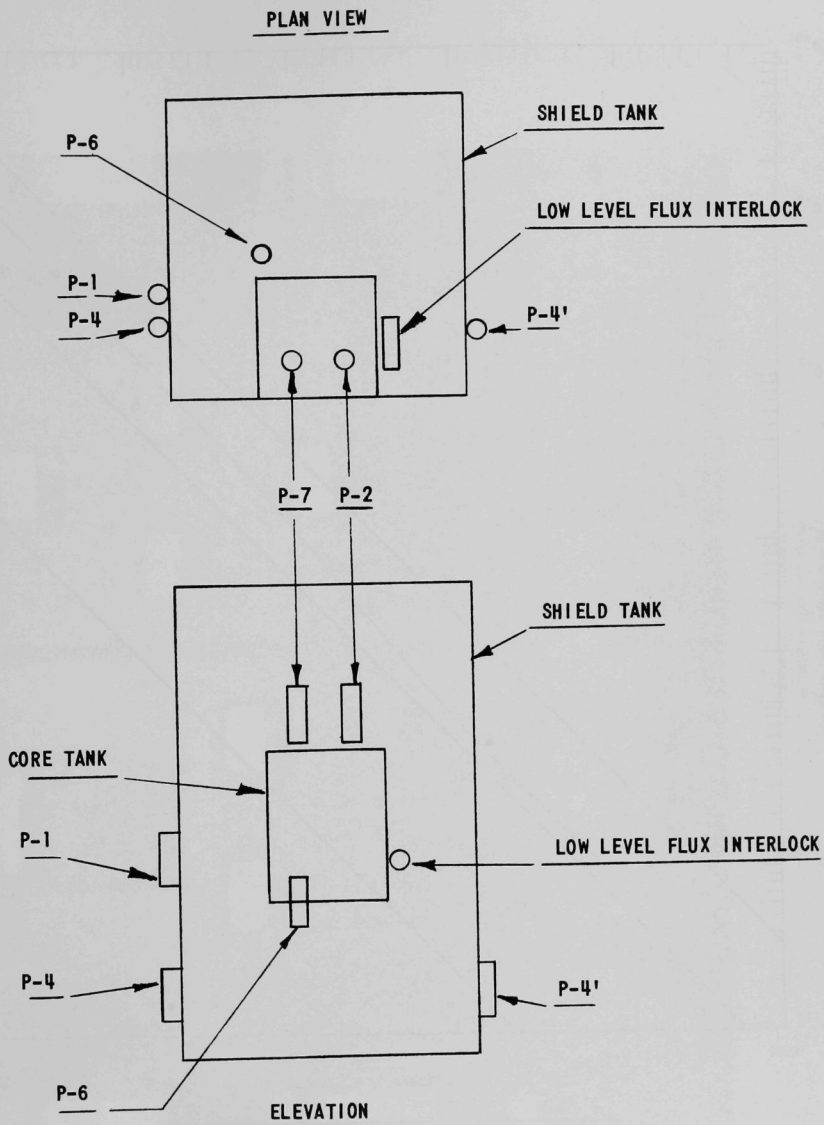 PLAN VIEW
SHIELD TANK
P-6
LOW LEVEL FLUX INTERLOCK
P-1
P-4
P-4'
P-7
P-2
SHIELD TANK
CORE TANK
P-1
LOW LEVEL FLUX INTERLOCK
P-4
P-4'
P-6
ELEVATION